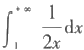 ∫₁^{+∞} 1/(2x) dx